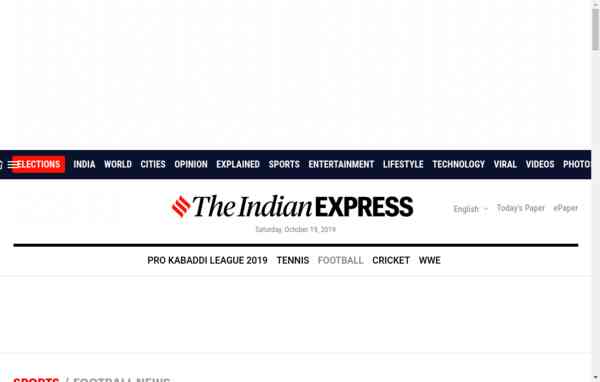 ELECTIONS INDIA WORLD CITIES OPINION EXPLAINED SPORTS ENTERTAINMENT LIFESTYLE TECHNOLOGY VIRAL VIDEOS PHOTOS
The Indian EXPRESS
English Today's Paper ePaper
Saturday, October 19, 2019
PRO KABADDI LEAGUE 2019 TENNIS FOOTBALL CRICKET WWE
SPORTS / FOOTBALL NEWS